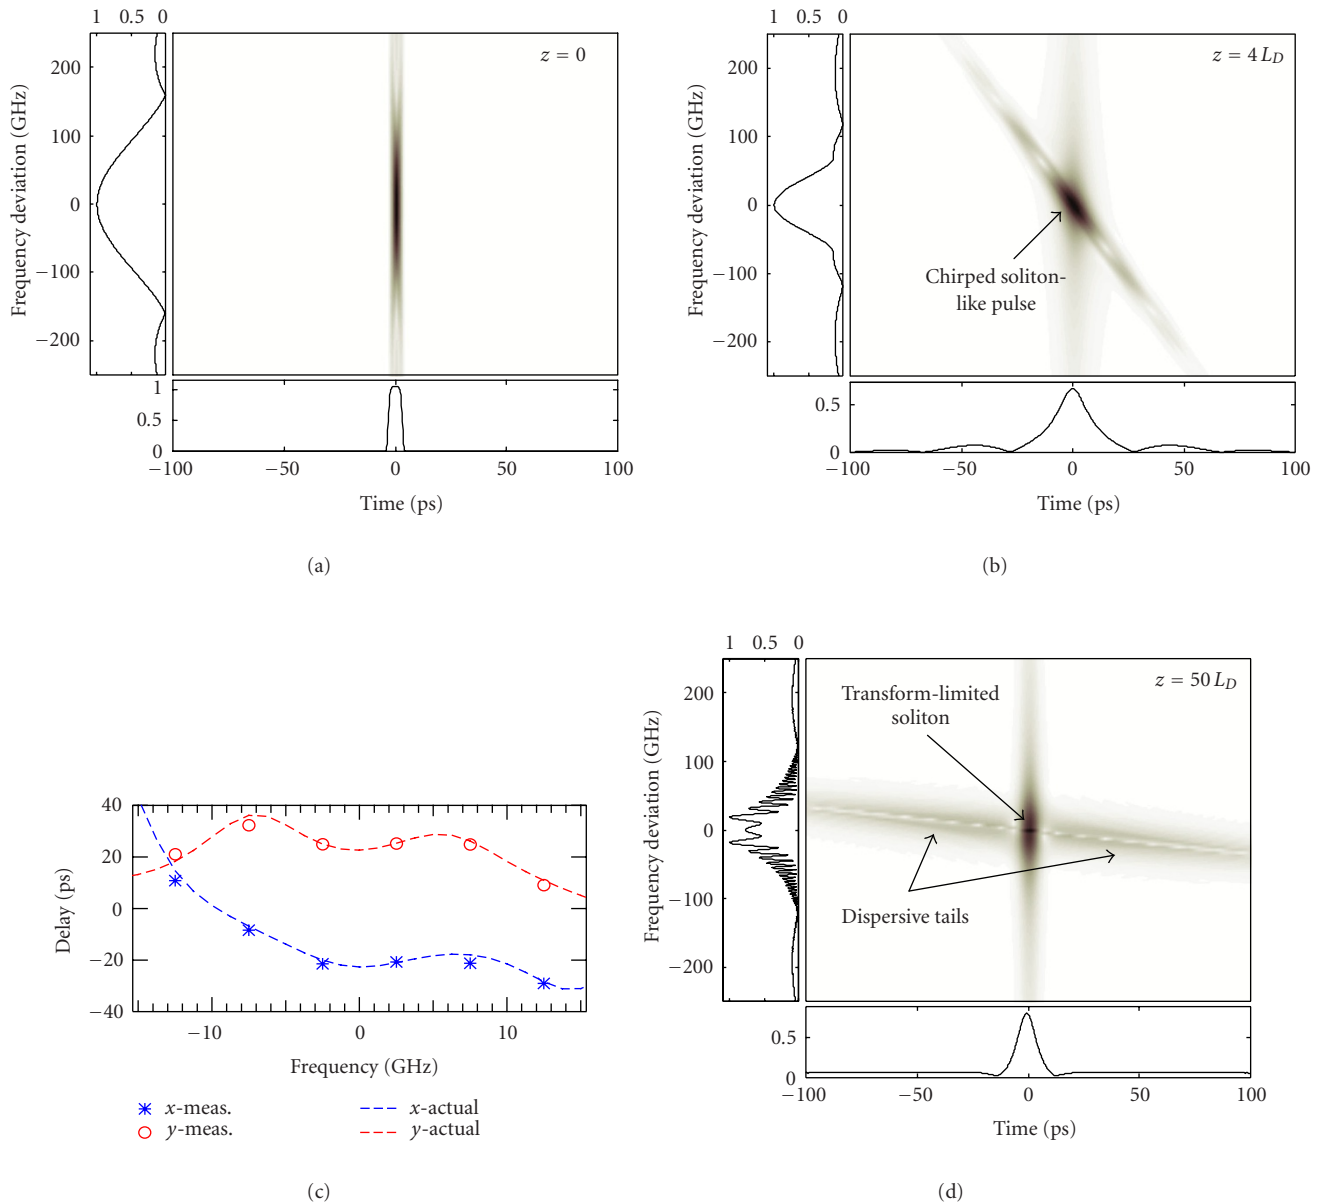 1 0.5 0
Frequency deviation (GHz)
200
100
0
−100
−200
z = 0
1
0.5
0
−100 −50 0 50 100
Time (ps)
(a)
1 0.5 0
Frequency deviation (GHz)
200
100
0
−100
−200
z = 4 L_D
Chirped soliton-
like pulse
0.5
0
−100 −50 0 50 100
Time (ps)
(b)
Delay (ps)
40
20
0
−20
−40
−10 0 10
Frequency (GHz)
x-meas. x-actual
y-meas. y-actual
(c)
1 0.5 0
Frequency deviation (GHz)
200
100
0
−100
−200
z = 50 L_D
Transform-limited
soliton
Dispersive tails
0.5
0
−100 −50 0 50 100
Time (ps)
(d)